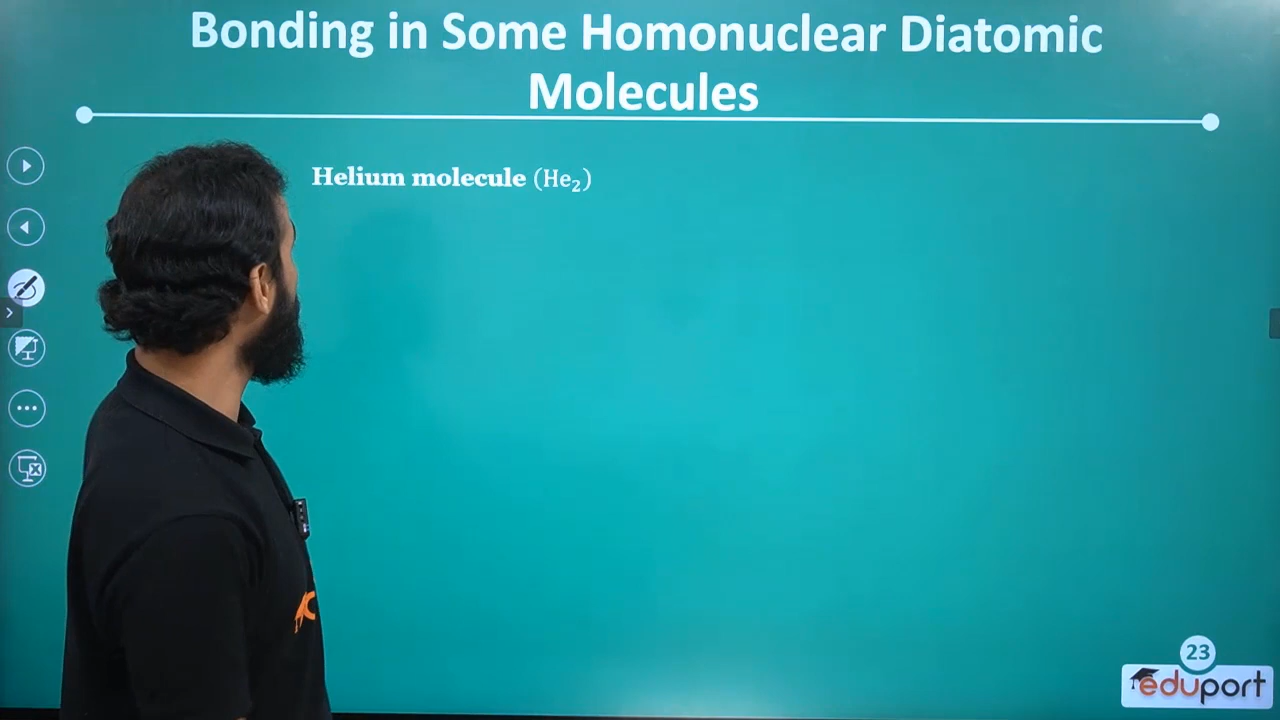 Bonding in Some Homonuclear Diatomic
Molecules
Helium molecule (He₂)
23
eduport